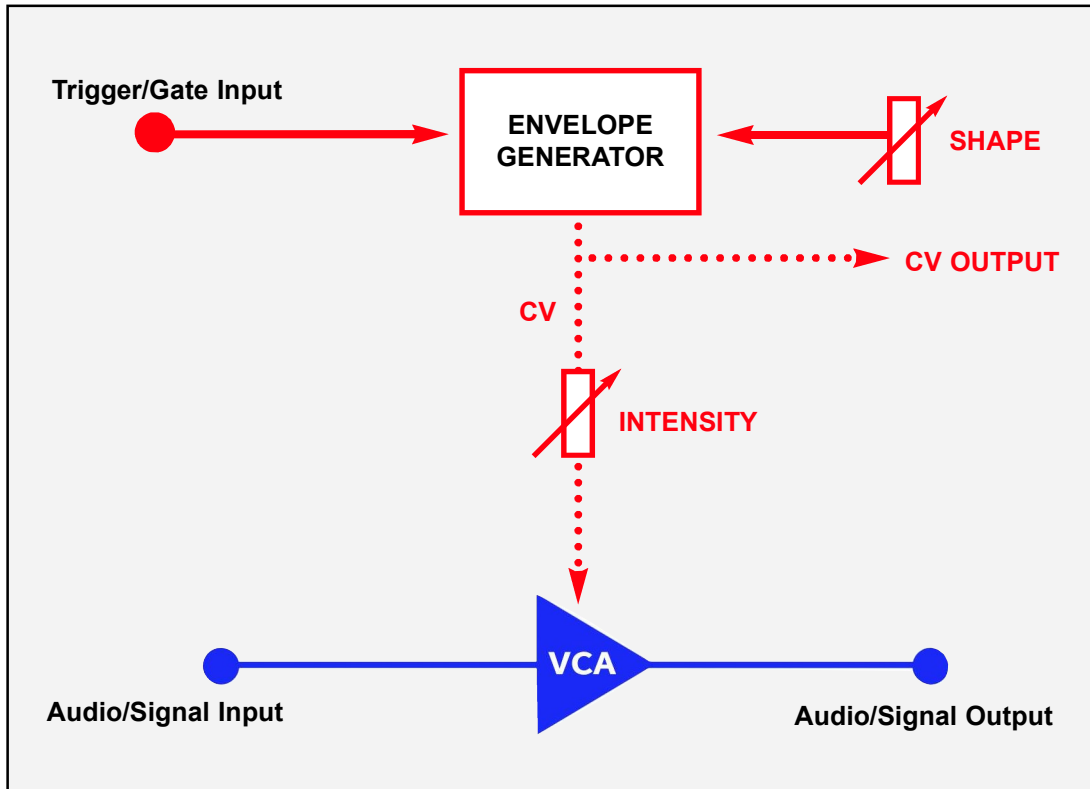 Trigger/Gate Input
ENVELOPE
GENERATOR
SHAPE
CV OUTPUT
CV
INTENSITY
VCA
Audio/Signal Input
Audio/Signal Output